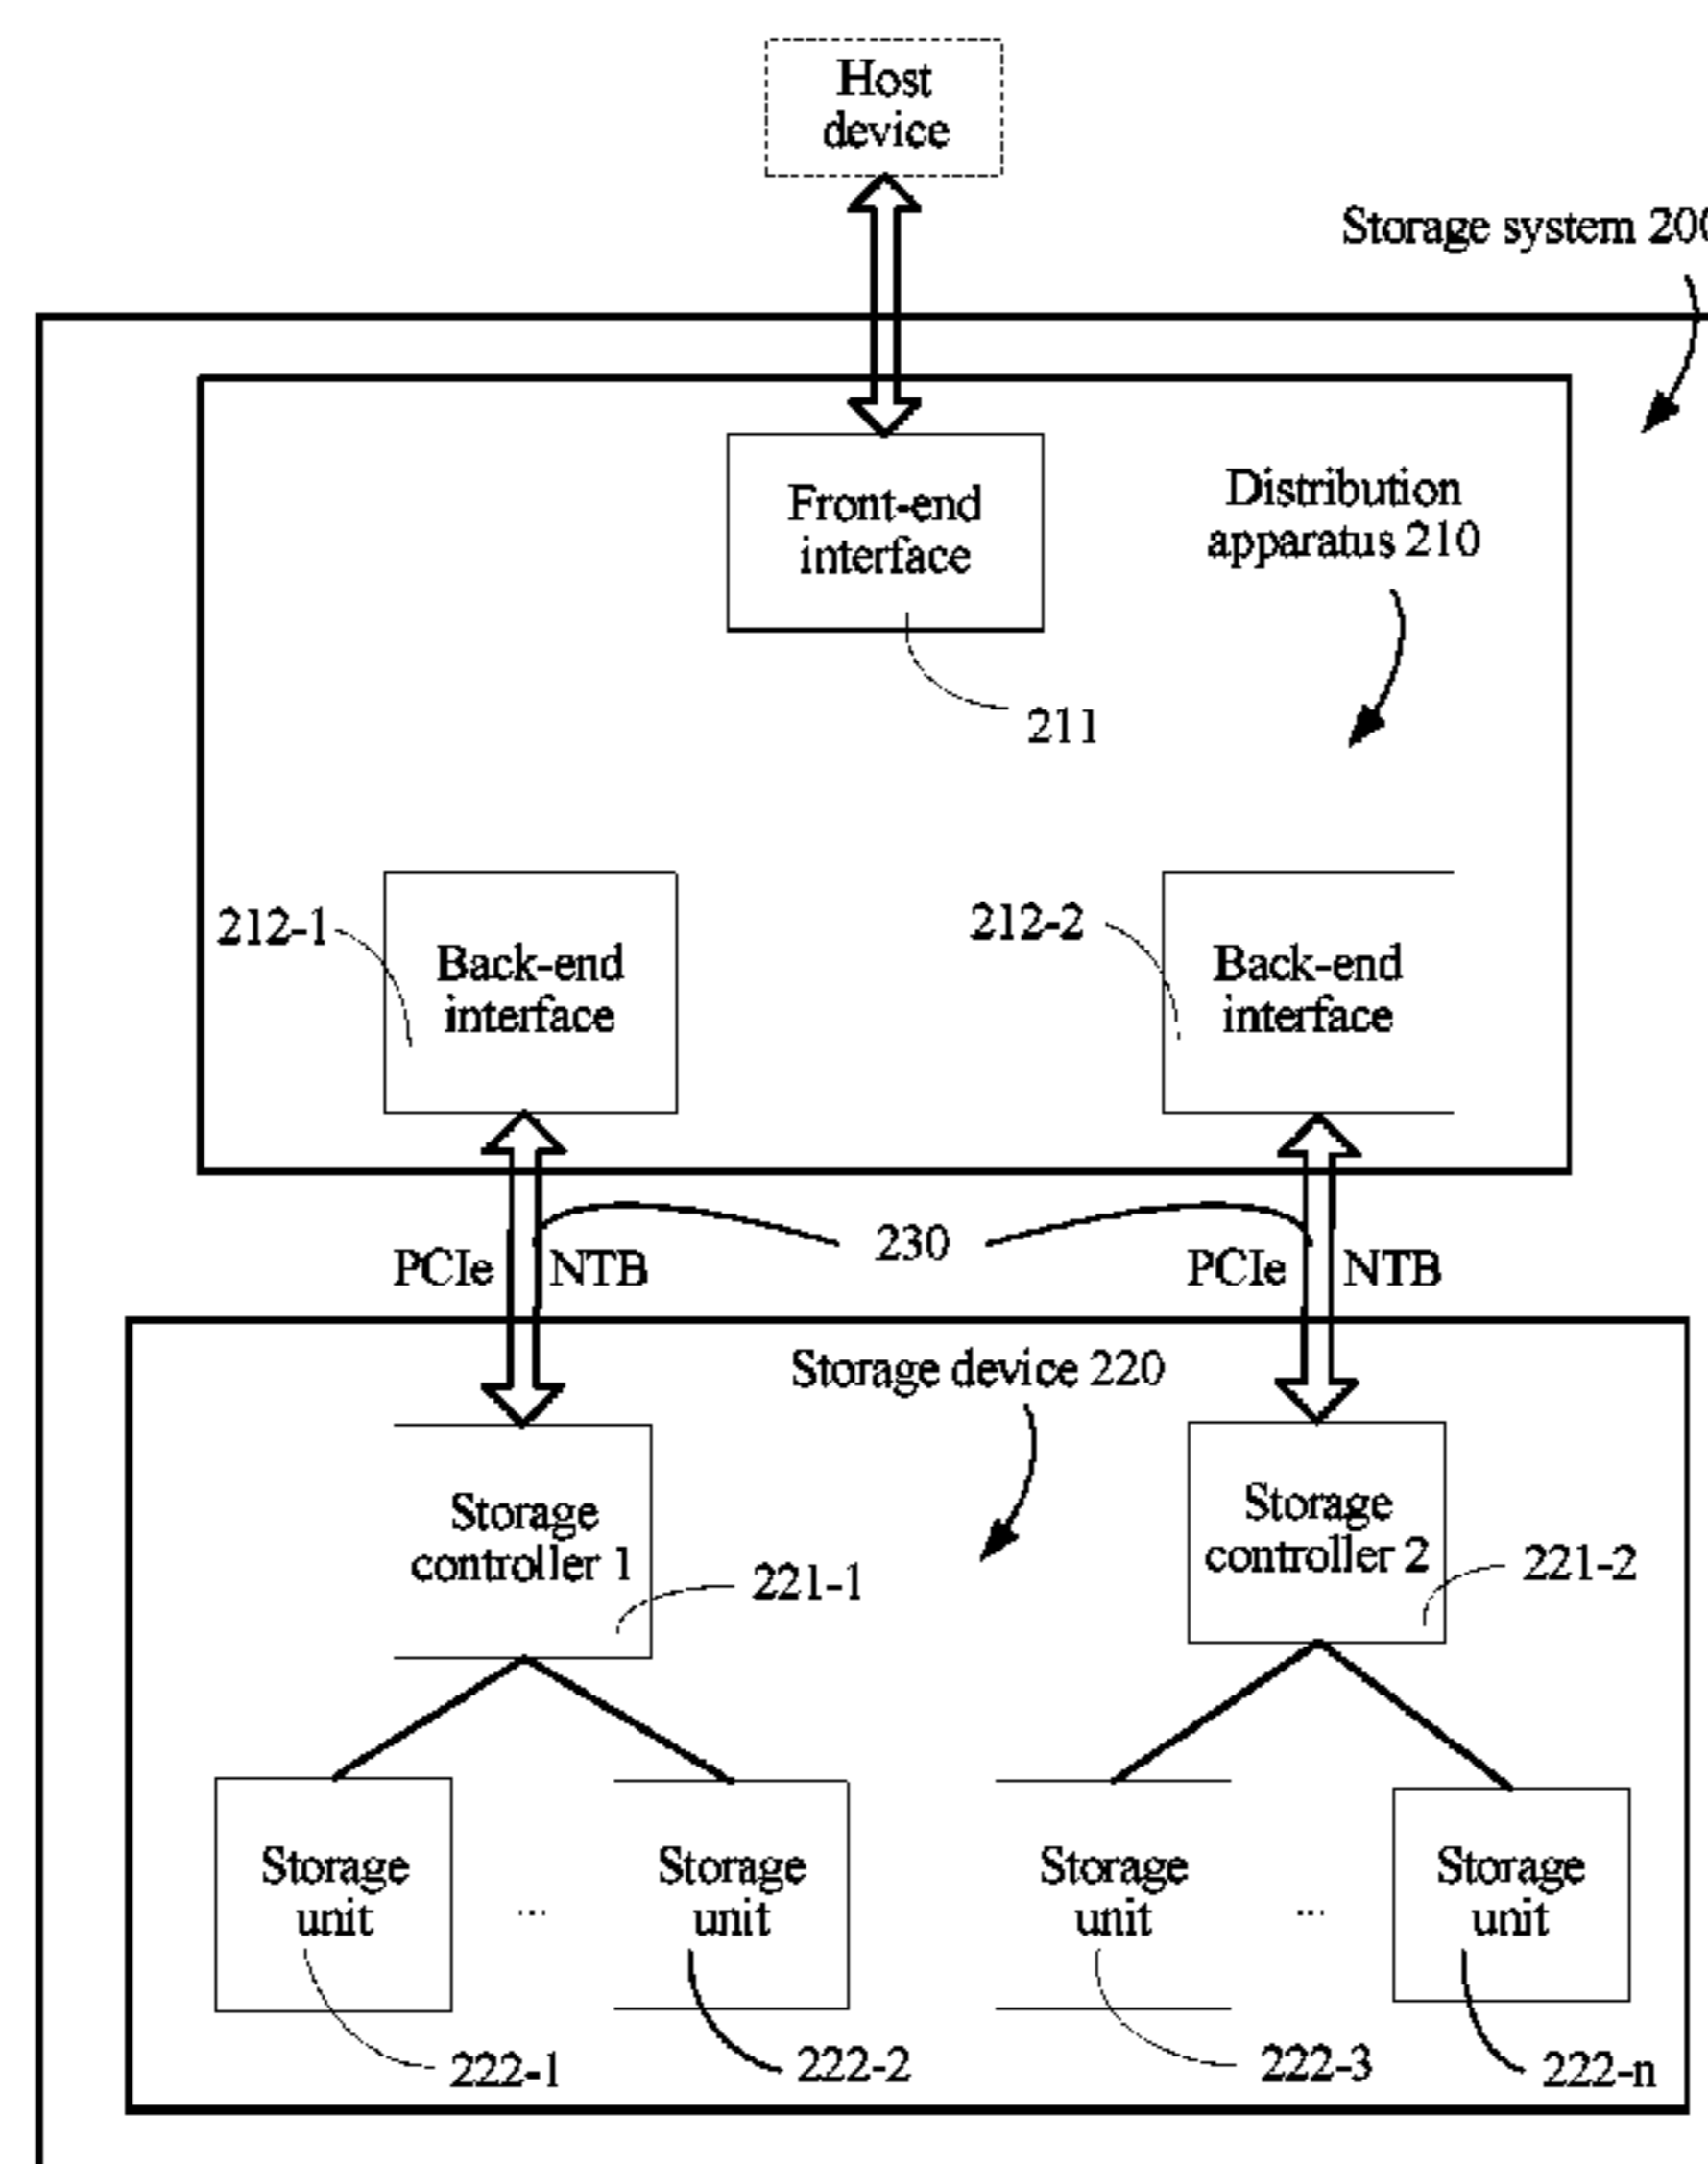 Host
device
Storage system 200
Front-end
interface
Distribution
apparatus 210
211
212-1
Back-end
interface
212-2
Back-end
interface
PCIe
NTB
230
PCIe
NTB
Storage device 220
Storage
controller 1
221-1
Storage
controller 2
221-2
Storage
unit
...
Storage
unit
Storage
unit
...
Storage
unit
222-1
222-2
222-3
222-n